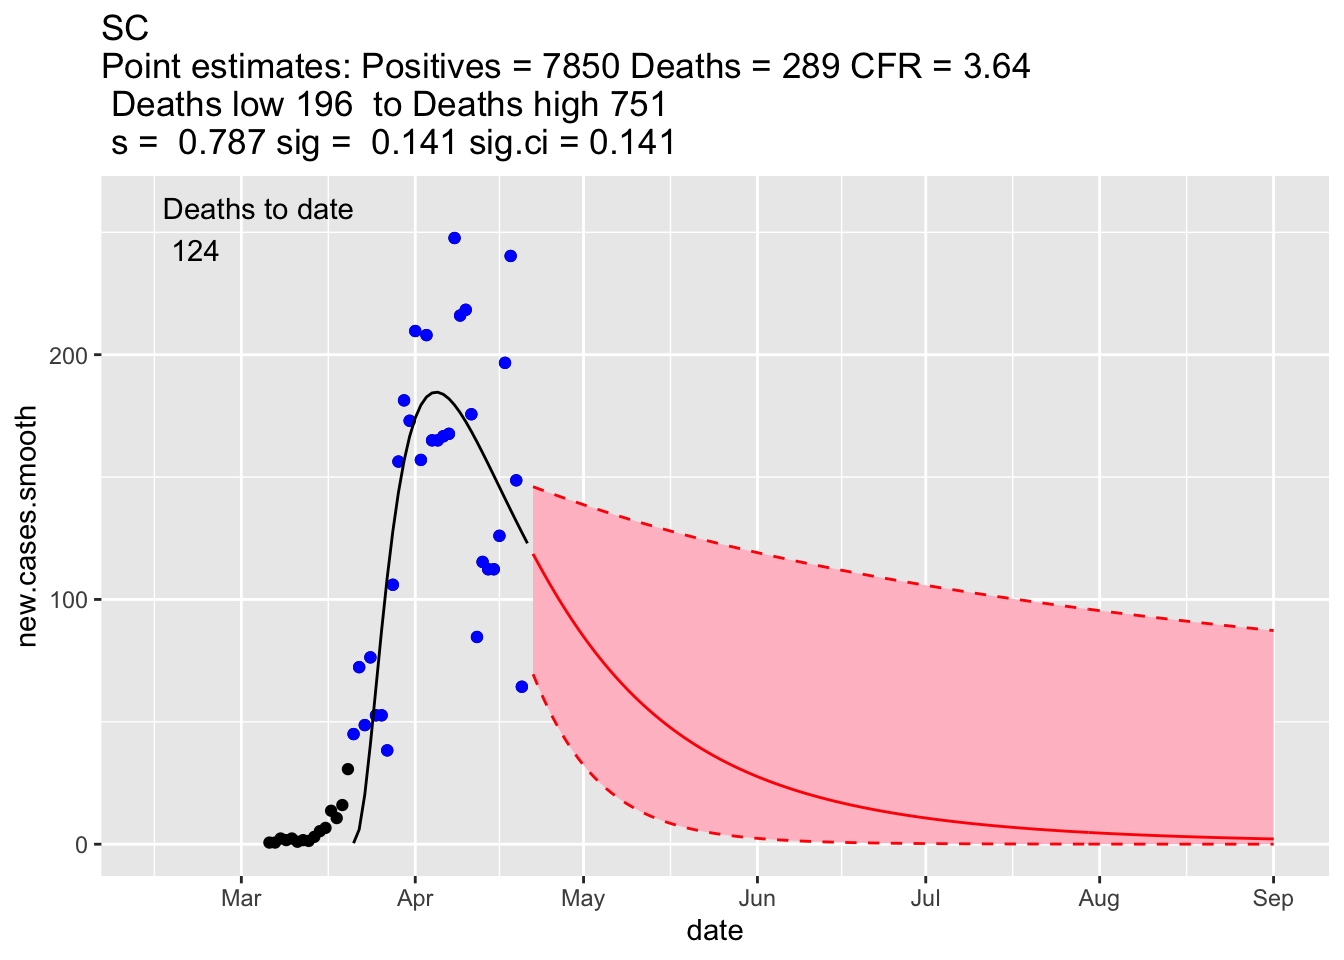 SC
Point estimates: Positives = 7850 Deaths = 289 CFR = 3.64
Deaths low 196  to Deaths high 751
s =  0.787 sig =  0.141 sig.ci = 0.141
Deaths to date
124
200
100
0
new.cases.smooth
Mar
Apr
May
Jun
Jul
Aug
Sep
date